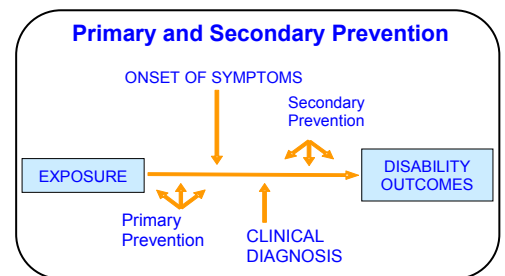 Primary and Secondary Prevention
ONSET OF SYMPTOMS
Secondary
Prevention
EXPOSURE
DISABILITY
OUTCOMES
Primary
Prevention
CLINICAL
DIAGNOSIS